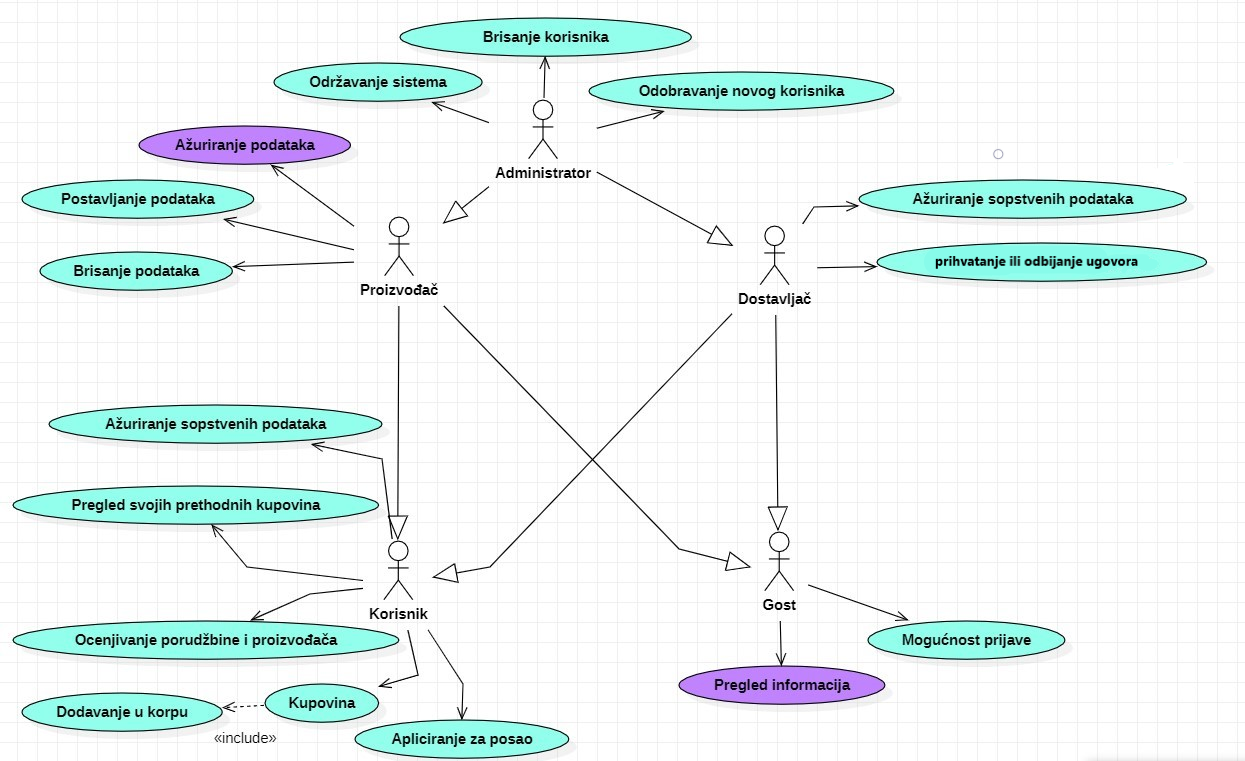 Brisanje korisnika
Održavanje sistema
Odobravanje novog korisnika
Ažuriranje podataka
Administrator
Postavljanje podataka
Ažuriranje sopstvenih podataka
Brisanje podataka
prihvatanje ili odbijanje ugovora
Proizvođač
Dostavljač
Ažuriranje sopstvenih podataka
Pregled svojih prethodnih kupovina
Korisnik
Gost
Ocenjivanje porudžbine i proizvođača
Mogućnost prijave
Pregled informacija
Kupovina
Dodavanje u korpu
«include»
Apliciranje za posao